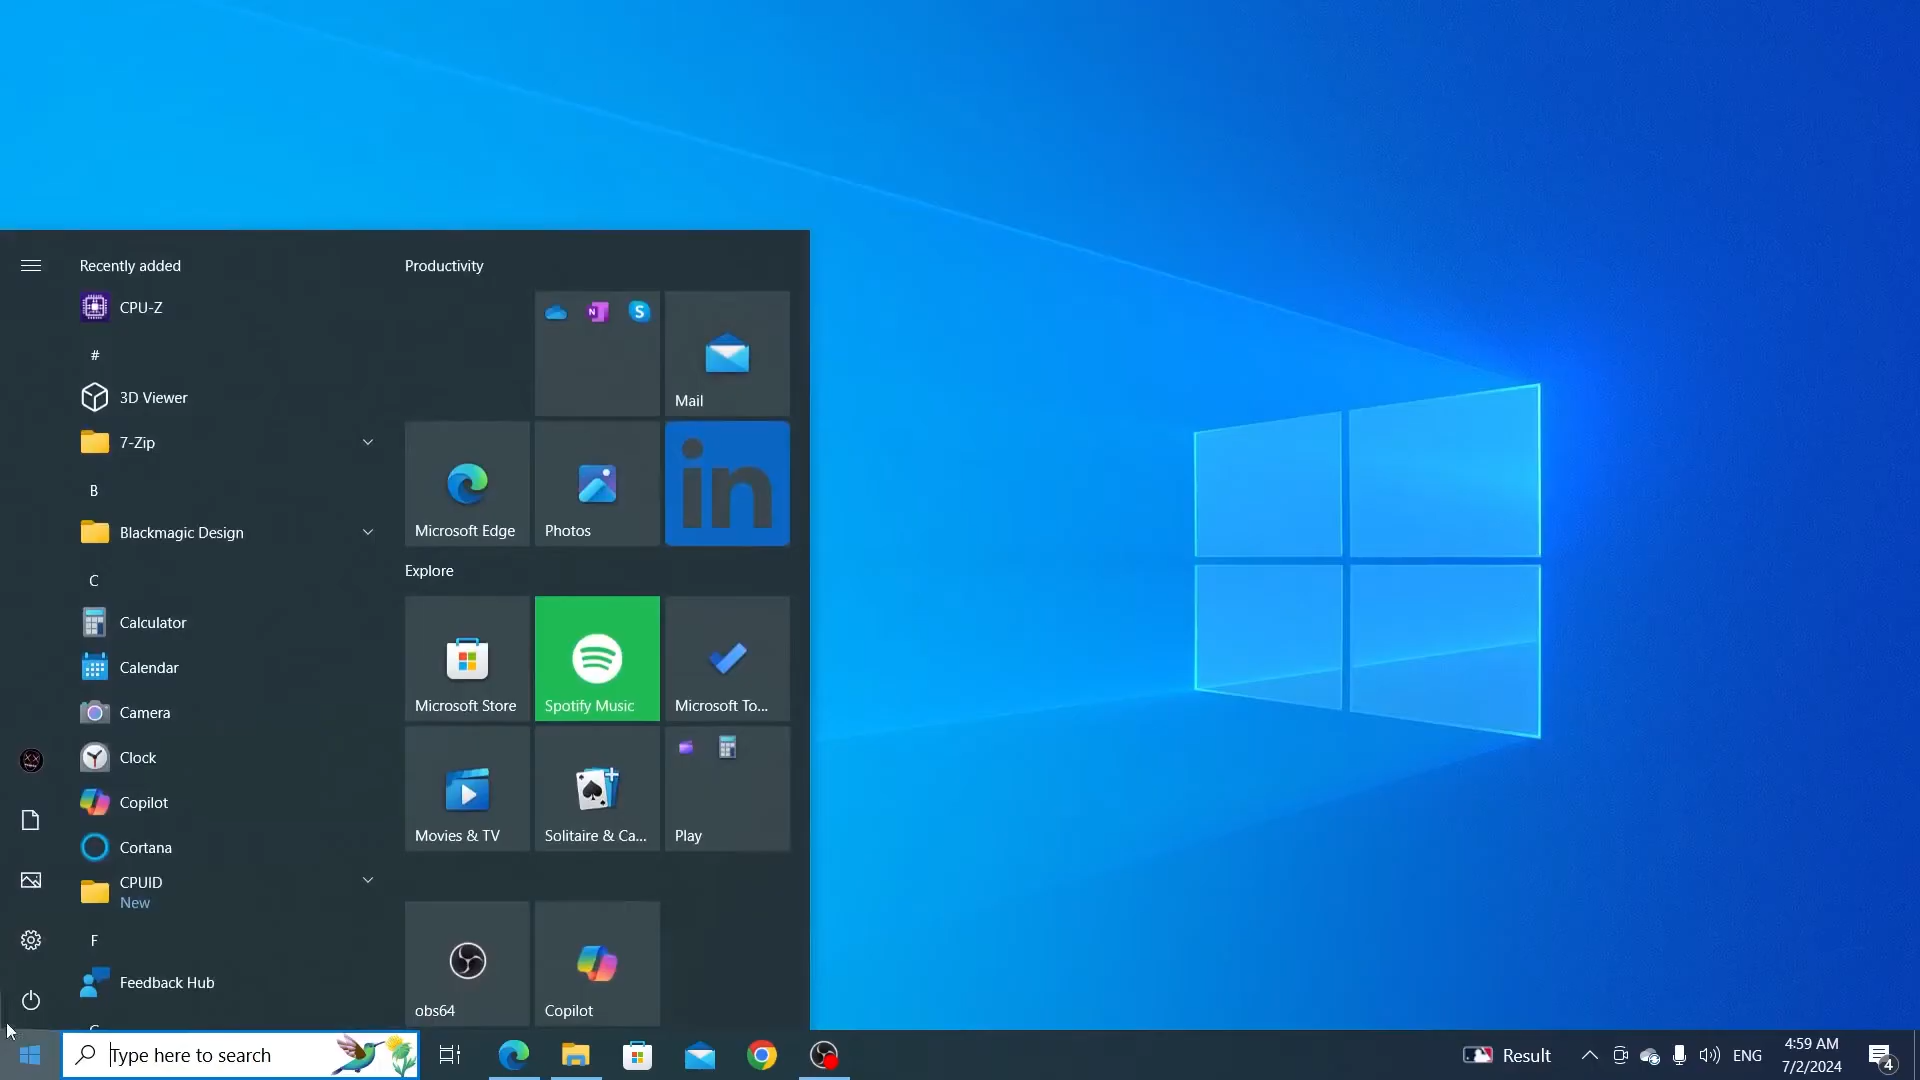 Recently added
CPU-Z
#
3D Viewer
7-Zip
B
Blackmagic Design
C
Calculator
Calendar
Camera
Clock
Copilot
Cortana
CPUID
New
F
Feedback Hub
Productivity
N S
Mail
Microsoft Edge
Photos
in
Explore
Microsoft Store
Spotify Music
Microsoft To...
Movies & TV
Solitaire & Ca...
Play
obs64
Copilot
Type here to search
Result
ENG
4:59 AM
7/2/2024
4